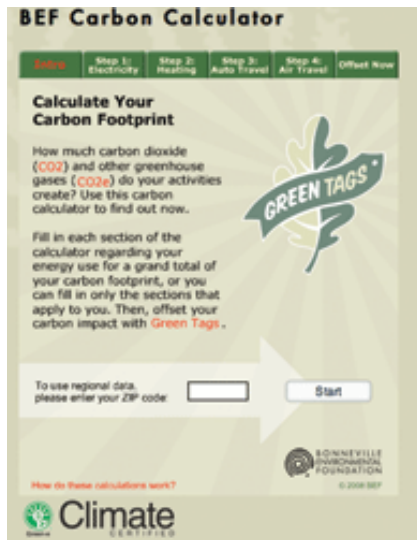 BEF Carbon Calculator
Intro
Step 1:
Electricity
Step 2:
Heating
Step 3:
Auto Travel
Step 4:
Air Travel
Offset Now
Calculate Your
Carbon Footprint
How much carbon dioxide
(CO2) and other greenhouse
gases (CO2e) do your activities
create? Use this carbon
calculator to find out now.
Fill in each section of the
calculator regarding your
energy use for a grand total of
your carbon footprint, or you
can fill in only the sections that
apply to you. Then, offset your
carbon impact with Green Tags.
GREEN TAGS
To use regional data,
please enter your ZIP code:
Start
BONNEVILLE
ENVIRONMENTAL
FOUNDATION
How do these calculations work?
© 2008 BEF
Green-e
Climate
CERTIFIED